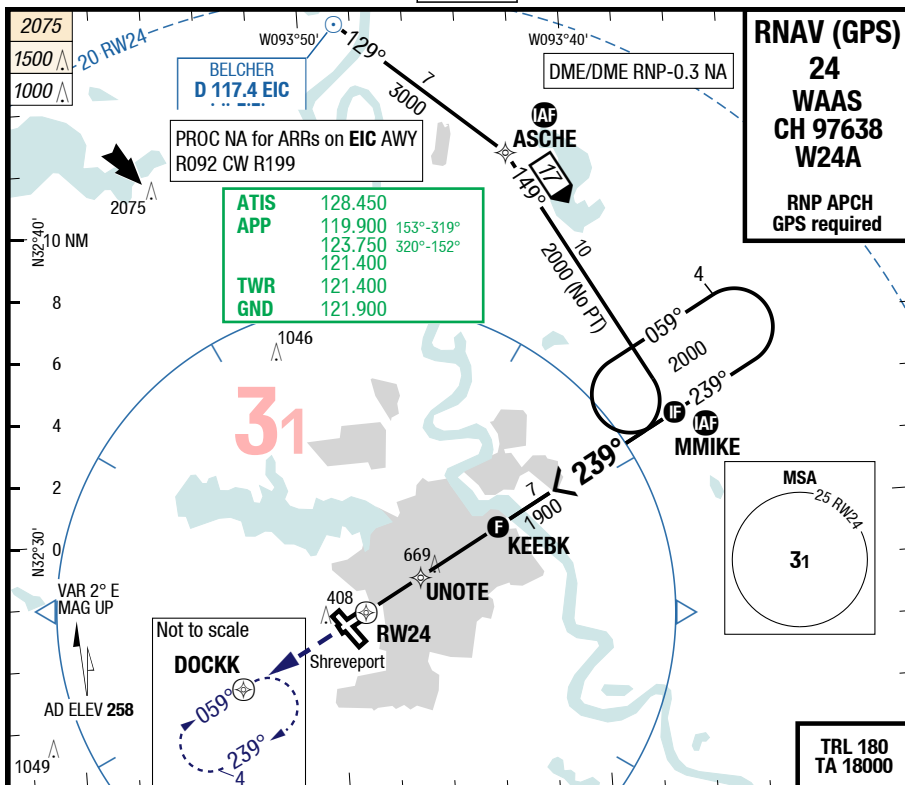 2075
1500
1000
20 RW24
W093°50'
129°
7
3000
W093°40'
RNAV (GPS)
24
WAAS
CH 97638
W24A
RNP APCH
GPS required
BELCHER
D 117.4 EIC
DME/DME RNP-0.3 NA
IAF
ASCHE
PROC NA for ARRs on EIC AWY
R092 CW R199
17
149°
10
2000 (No PT)
2075
ATIS 128.450
APP 119.900 153°-319°
123.750 320°-152°
121.400
TWR 121.400
GND 121.900
N32°40'
10 NM
8
6
4
2
0
4
059°
2000
239°
1046
31
IF
IAF
MMIKE
239°
7
1900
F
KEEBK
MSA
25 RW24
31
N32°30'
669
UNOTE
408
RW24
VAR 2° E
MAG UP
Not to scale
Shreveport
DOCKK
059°
239°
4
AD ELEV 258
1049
TRL 180
TA 18000